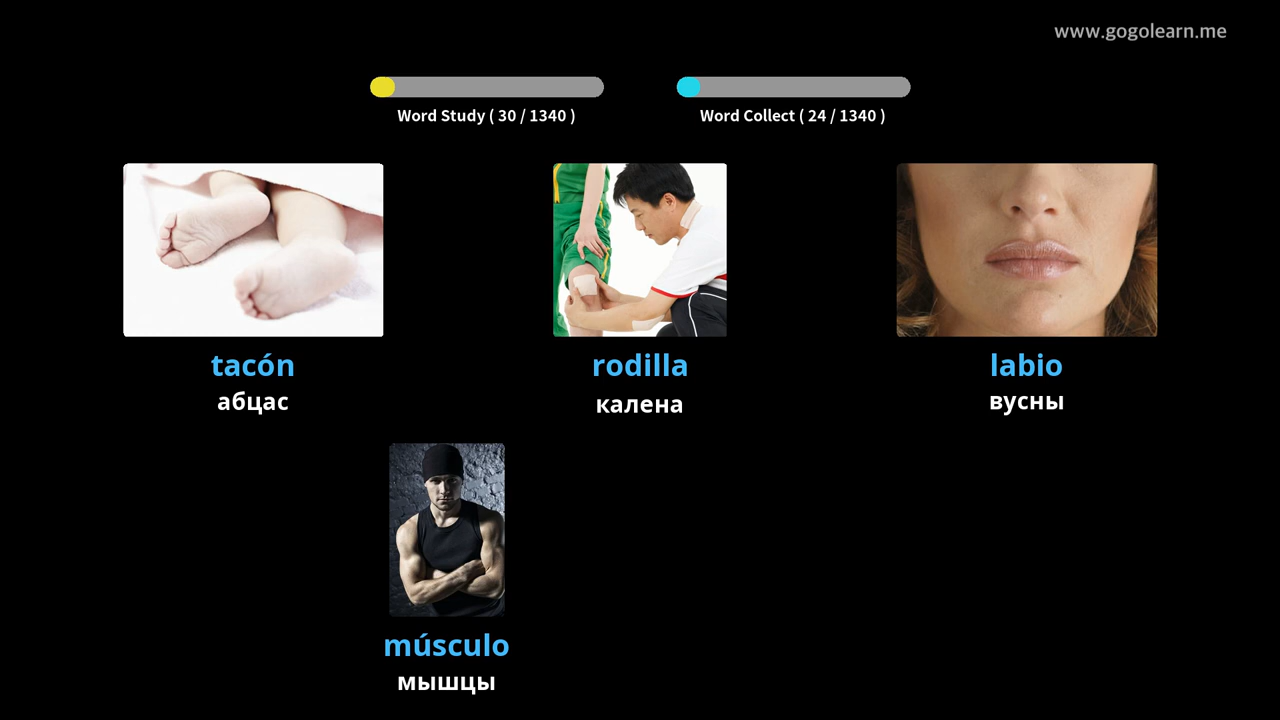 www.gogolearn.me
Word Study ( 30 / 1340 )
Word Collect ( 24 / 1340 )
tacón
абцас
rodilla
калена
labio
вусны
músculo
мышцы